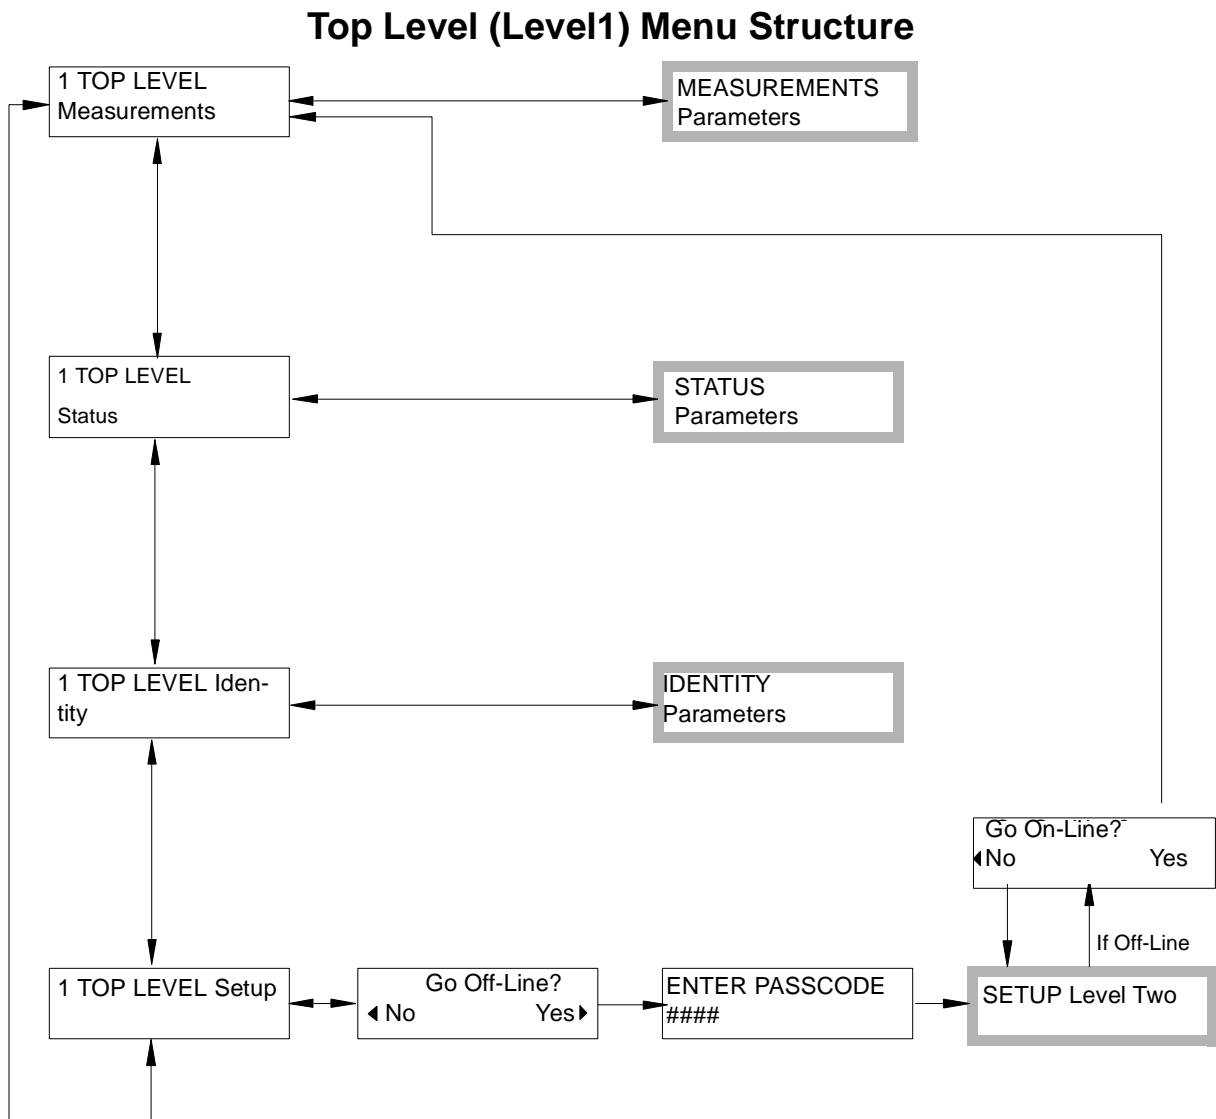 Top Level (Level1) Menu Structure
1 TOP LEVEL
Measurements
MEASUREMENTS
Parameters
1 TOP LEVEL
Status
STATUS
Parameters
1 TOP LEVEL Iden-
tity
IDENTITY
Parameters
Go On-Line?
No Yes
If Off-Line
1 TOP LEVEL Setup
Go Off-Line?
No Yes
ENTER PASSCODE
####
SETUP Level Two